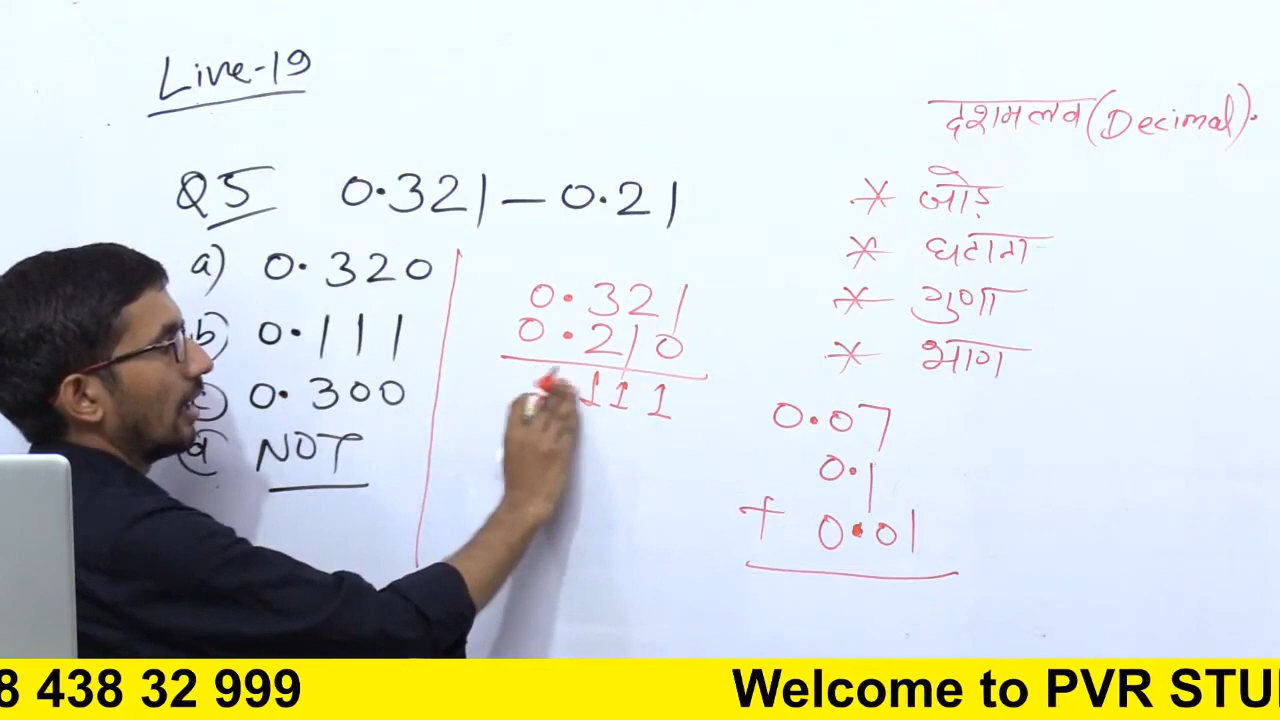 Live-19
Q5 0.321-0.21
a) 0.320
b) 0.111
c) 0.300
d) NOT
0.321
0.210
111
दशमलव (Decimal).
* जोड़
* घटाना
* गुणा
* भाग
0.07
0.1
+ 0.01
8 438 32 999 Welcome to PVR STU